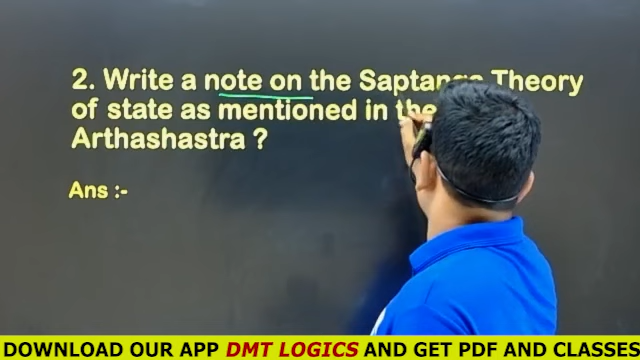 2. Write a note on the Saptanga Theory
of state as mentioned in the
Arthashastra ?
Ans :-
DOWNLOAD OUR APP DMT LOGICS AND GET PDF AND CLASSES